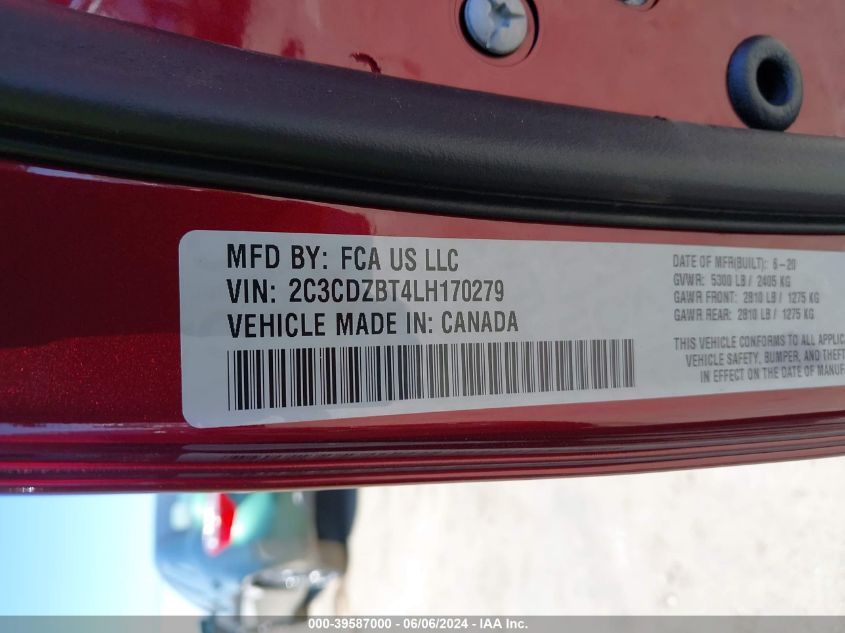 MFD BY: FCA US LLC
VIN: 2C3CDZBT4LH170279
VEHICLE MADE IN: CANADA
DATE OF MFR(BUILT): 6-20
GVWR: 5300 LB / 2405 KG
GAWR FRONT: 2810 LB / 1275 KG
GAWR REAR: 2810 LB / 1275 KG
THIS VEHICLE CONFORMS TO ALL APPLICA
VEHICLE SAFETY, BUMPER, AND THEFT
IN EFFECT ON THE DATE OF MANUF
000-39587000 - 06/06/2024 - IAA Inc.